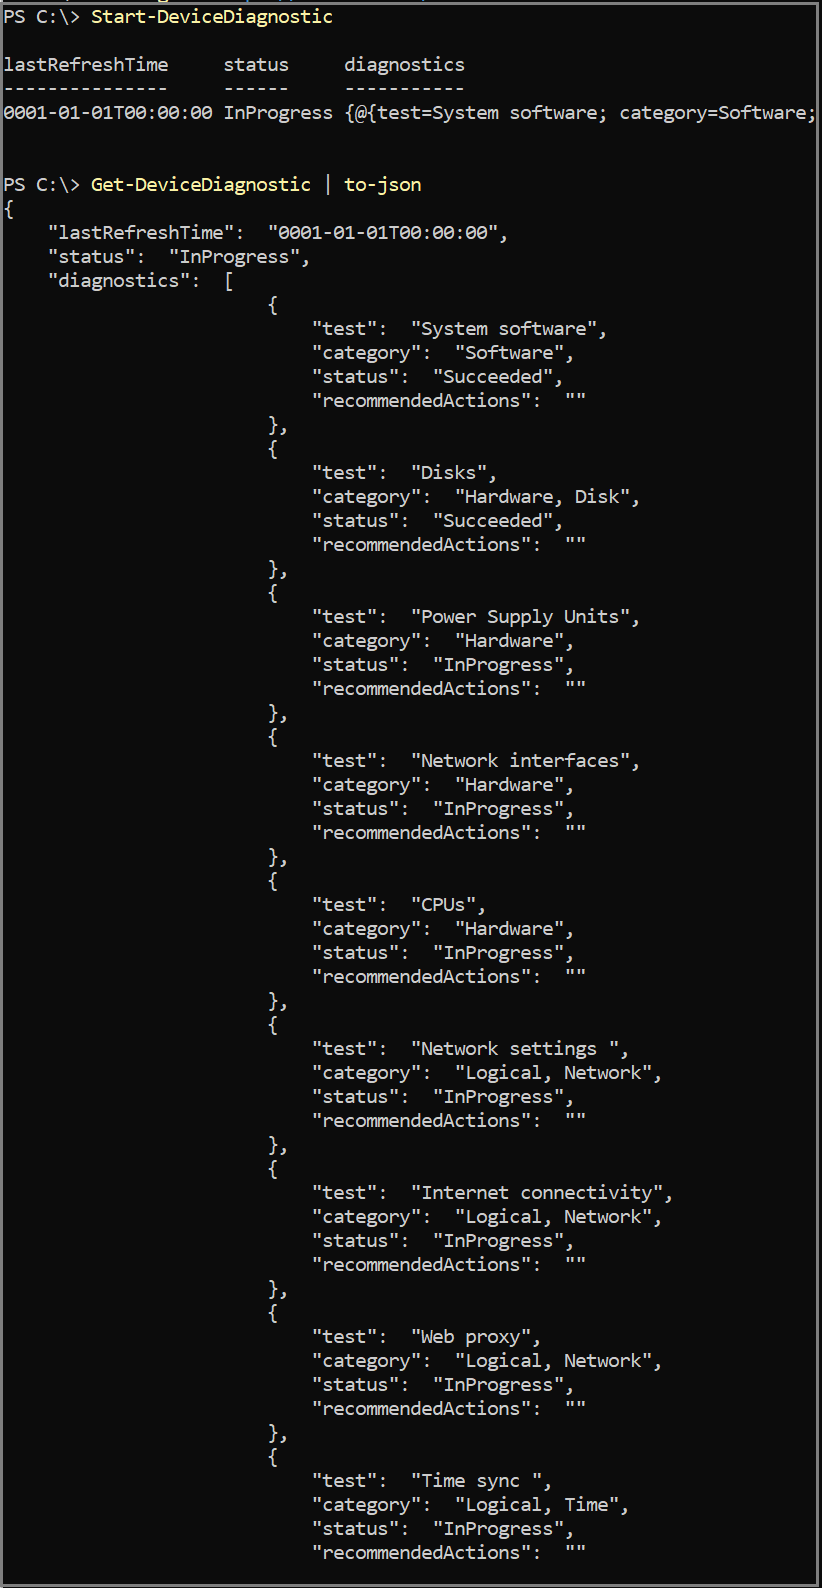 PS C:\> Start-DeviceDiagnostic
lastRefreshTime     status     diagnostics
---------------     ------     -----------
0001-01-01T00:00:00 InProgress {@{test=System software; category=Software;
PS C:\> Get-DeviceDiagnostic | to-json
{
    "lastRefreshTime":  "0001-01-01T00:00:00",
    "status":  "InProgress",
    "diagnostics":  [
                        {
                            "test":  "System software",
                            "category":  "Software",
                            "status":  "Succeeded",
                            "recommendedActions":  ""
                        },
                        {
                            "test":  "Disks",
                            "category":  "Hardware, Disk",
                            "status":  "Succeeded",
                            "recommendedActions":  ""
                        },
                        {
                            "test":  "Power Supply Units",
                            "category":  "Hardware",
                            "status":  "InProgress",
                            "recommendedActions":  ""
                        },
                        {
                            "test":  "Network interfaces",
                            "category":  "Hardware",
                            "status":  "InProgress",
                            "recommendedActions":  ""
                        },
                        {
                            "test":  "CPUs",
                            "category":  "Hardware",
                            "status":  "InProgress",
                            "recommendedActions":  ""
                        },
                        {
                            "test":  "Network settings ",
                            "category":  "Logical, Network",
                            "status":  "InProgress",
                            "recommendedActions":  ""
                        },
                        {
                            "test":  "Internet connectivity",
                            "category":  "Logical, Network",
                            "status":  "InProgress",
                            "recommendedActions":  ""
                        },
                        {
                            "test":  "Web proxy",
                            "category":  "Logical, Network",
                            "status":  "InProgress",
                            "recommendedActions":  ""
                        },
                        {
                            "test":  "Time sync ",
                            "category":  "Logical, Time",
                            "status":  "InProgress",
                            "recommendedActions":  ""